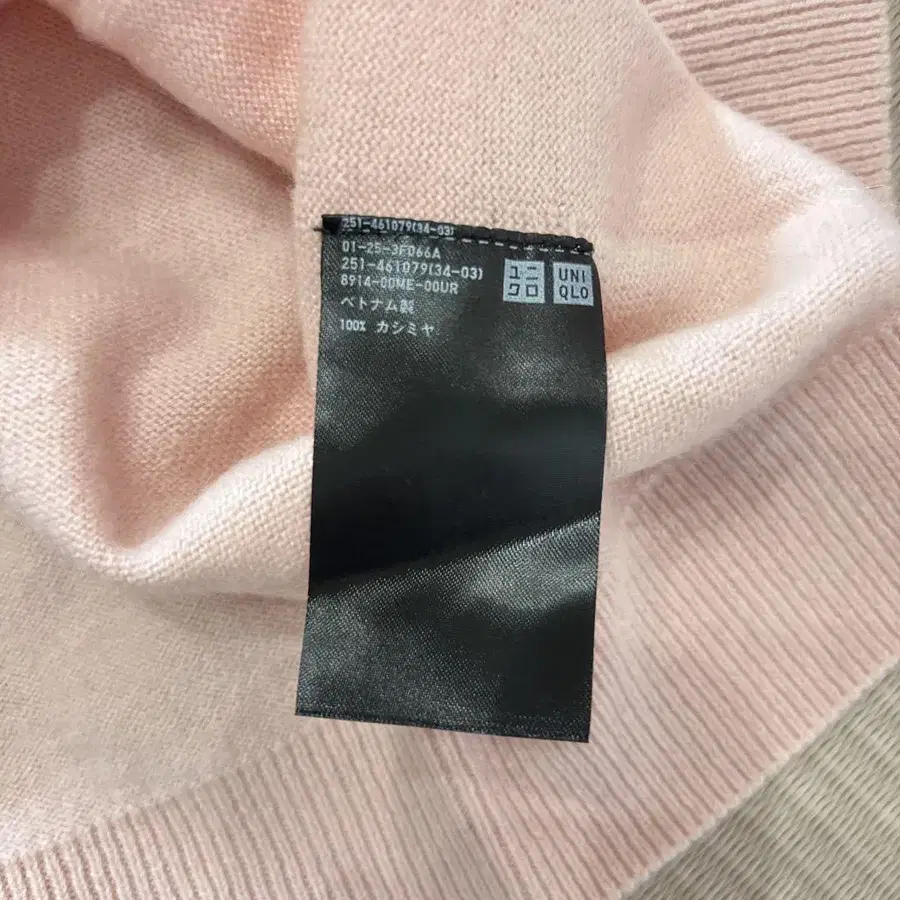 251-461079(34-03)
01-25-3F066A
251-461079(34-03)
8914-00ME-00UR
ベトナム製
100% カシミヤ
ユニ
クロ
UNI
QLO